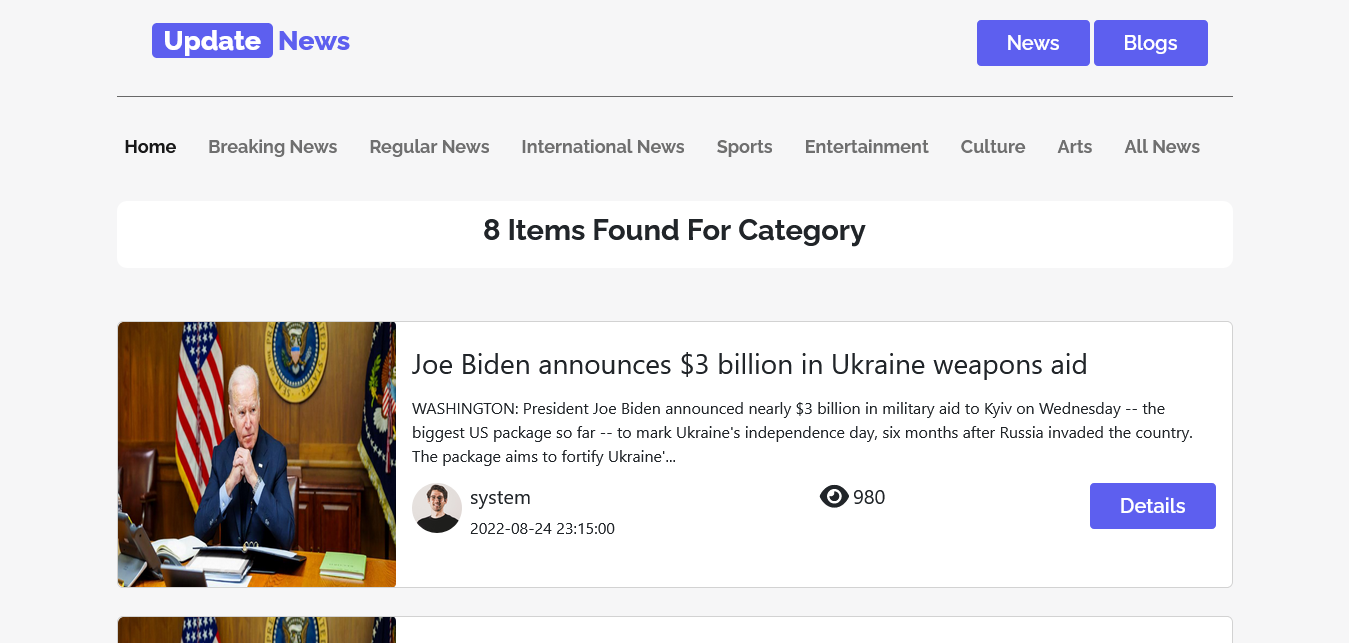 Update News
News
Blogs
Home
Breaking News
Regular News
International News
Sports
Entertainment
Culture
Arts
All News
8 Items Found For Category
Joe Biden announces $3 billion in Ukraine weapons aid
WASHINGTON: President Joe Biden announced nearly $3 billion in military aid to Kyiv on Wednesday -- the
biggest US package so far -- to mark Ukraine's independence day, six months after Russia invaded the country.
The package aims to fortify Ukraine'...
system
2022-08-24 23:15:00
980
Details